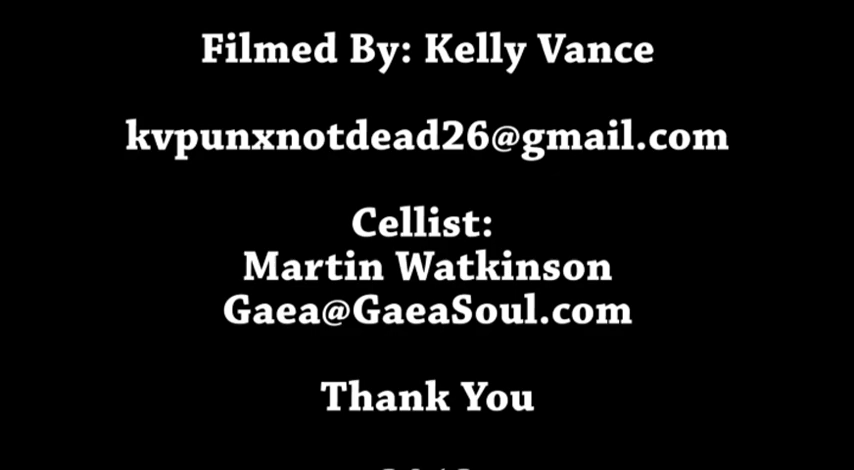 Filmed By: Kelly Vance
kvpunxnotdead26@gmail.com
Cellist:
Martin Watkinson
Gaea@GaeaSoul.com
Thank You